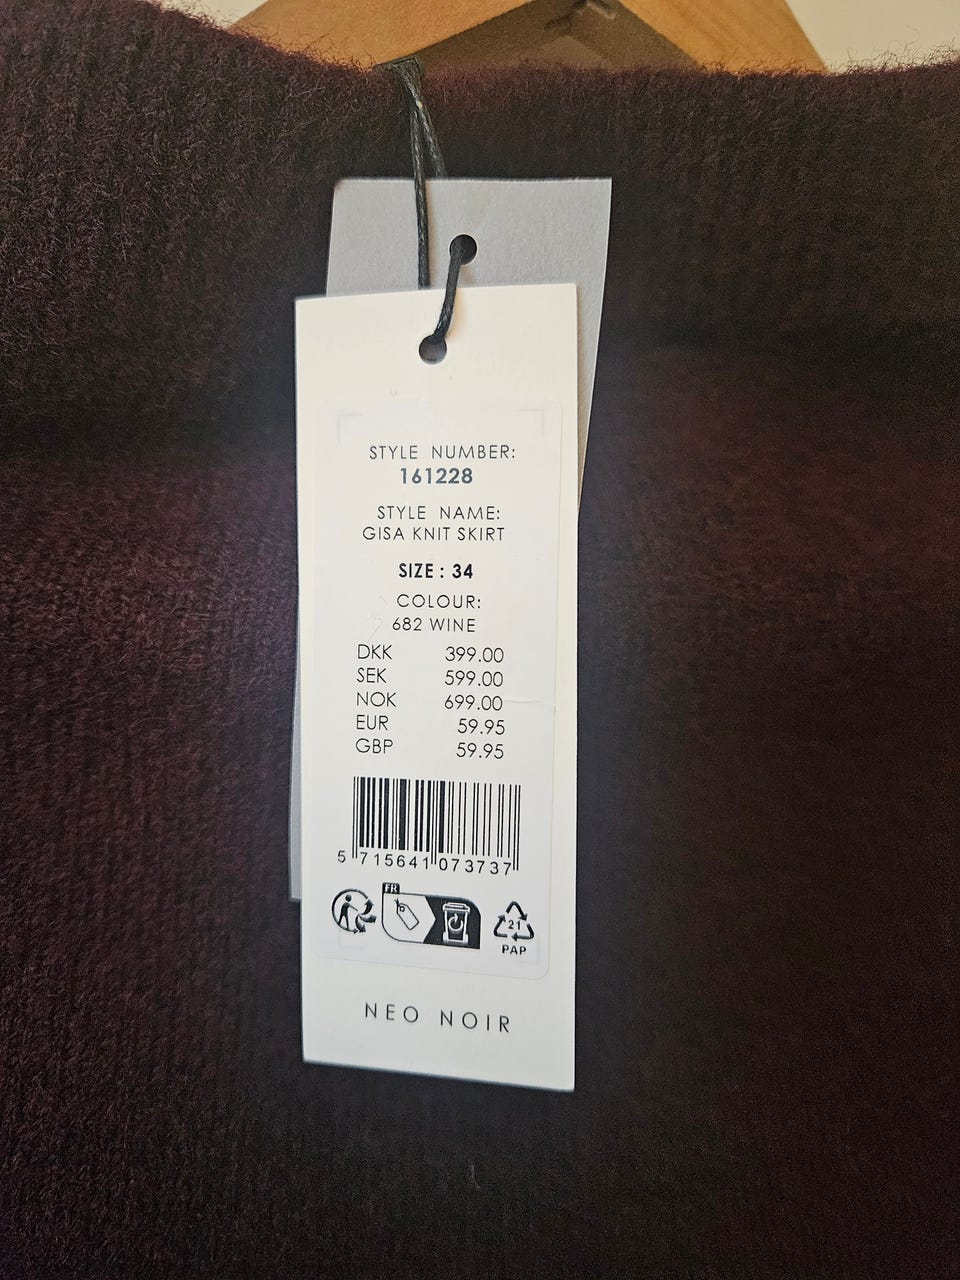 STYLE NUMBER:
161228
STYLE NAME:
GISA KNIT SKIRT
SIZE : 34
COLOUR:
682 WINE
DKK 399.00
SEK 599.00
NOK 699.00
EUR 59.95
GBP 59.95
5 715641 073737
FR
21
PAP
NEO NOIR